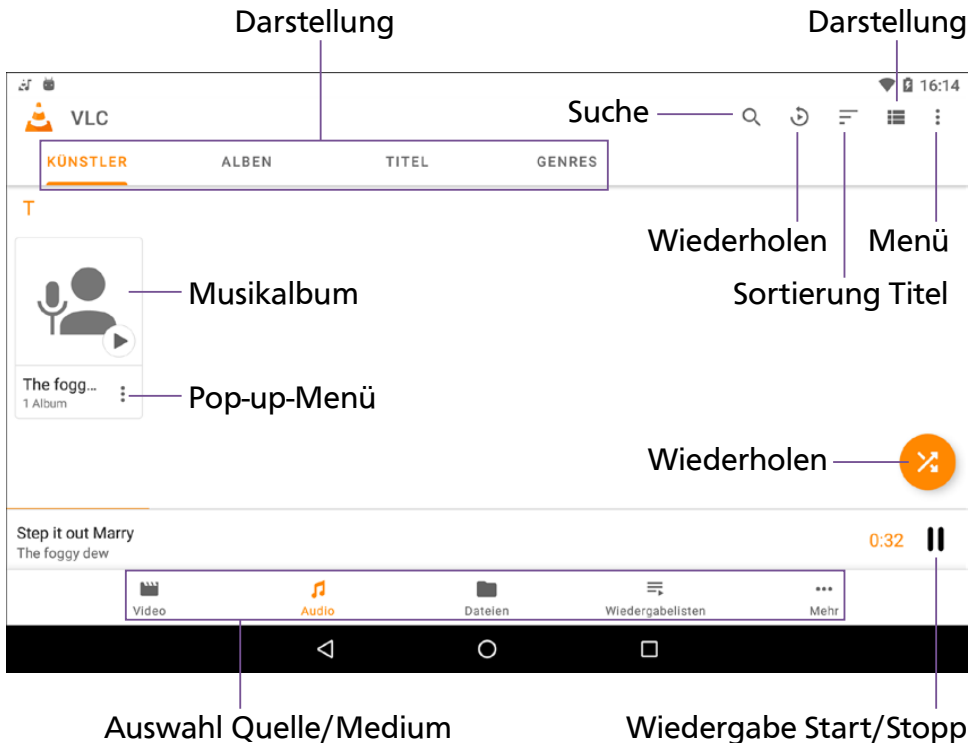 Darstellung
Darstellung
16:14
VLC
Suche
KÜNSTLER ALBEN TITEL GENRES
T
Wiederholen
Menü
Musikalbum
Sortierung Titel
The fogg...
1 Album
Pop-up-Menü
Wiederholen
Step it out Marry
The foggy dew
0:32
Video Audio Dateien Wiedergabelisten Mehr
Auswahl Quelle/Medium
Wiedergabe Start/Stopp